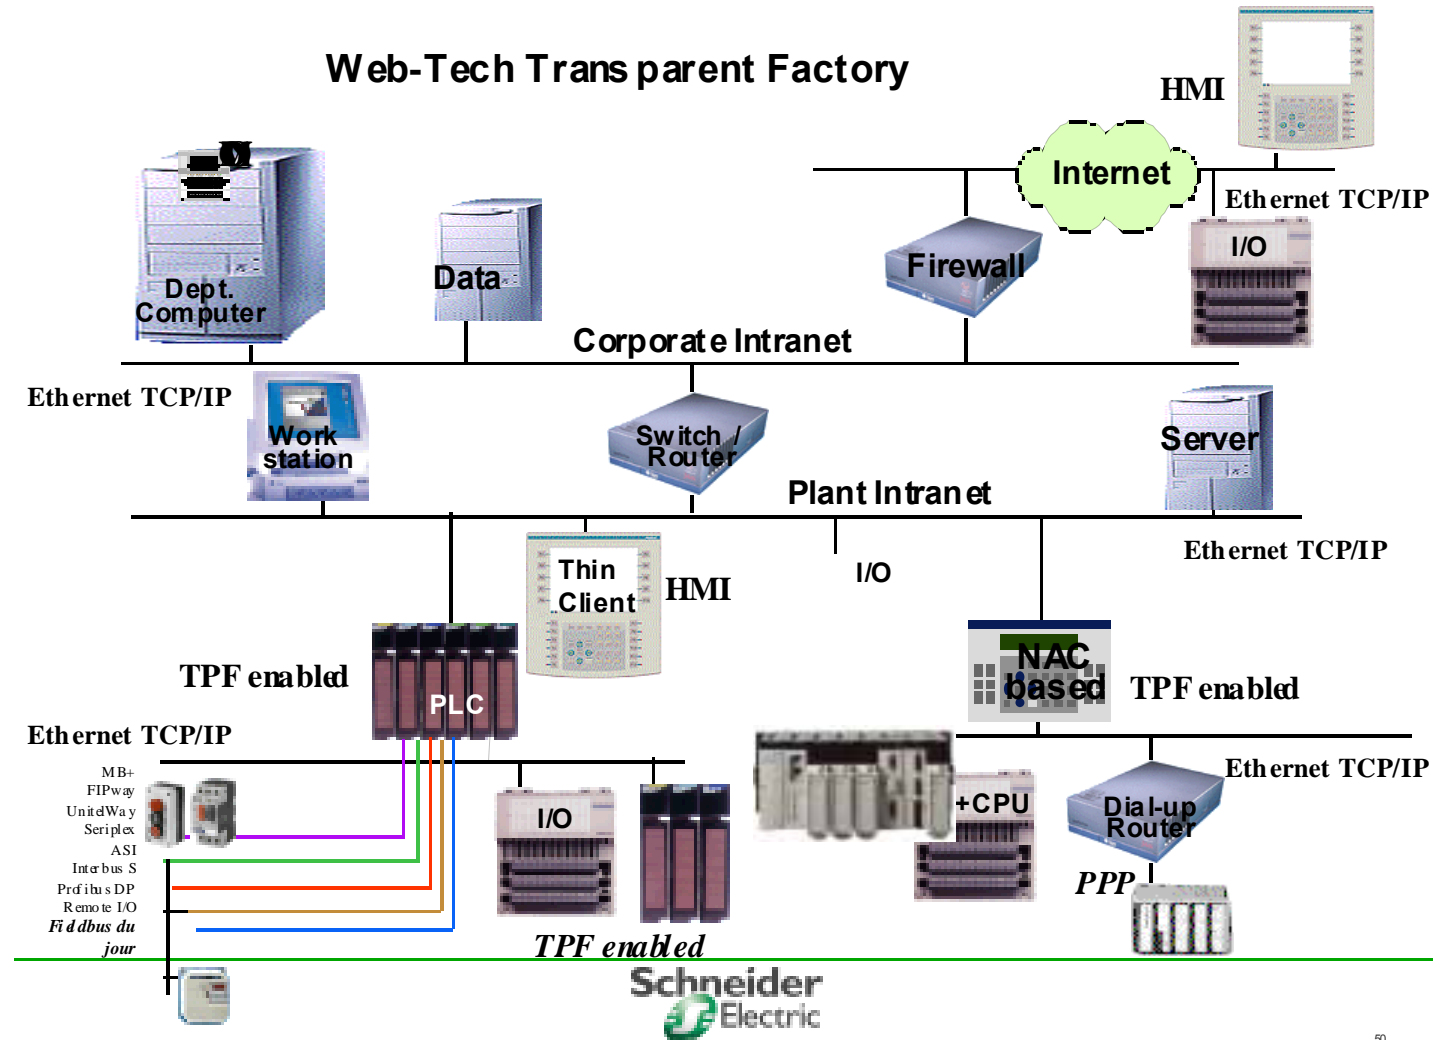 Web-Tech Transparent Factory
HMI
Internet
Ethernet TCP/IP
I/O
Firewall
Data
Dept.
Computer
Corporate Intranet
Ethernet TCP/IP
Work
station
Switch /
Router
Server
Plant Intranet
Ethernet TCP/IP
Thin
Client
HMI
I/O
NAC
based
TPF enabled
TPF enabled
PLC
Ethernet TCP/IP
Ethernet TCP/IP
MB+
FIPway
UnitelWay
Seriplex
ASI
Interbus S
Profibus DP
Remote I/O
Fieldbus du
jour
I/O
+CPU
Dial-up
Router
PPP
TPF enabled
Schneider
Electric
50